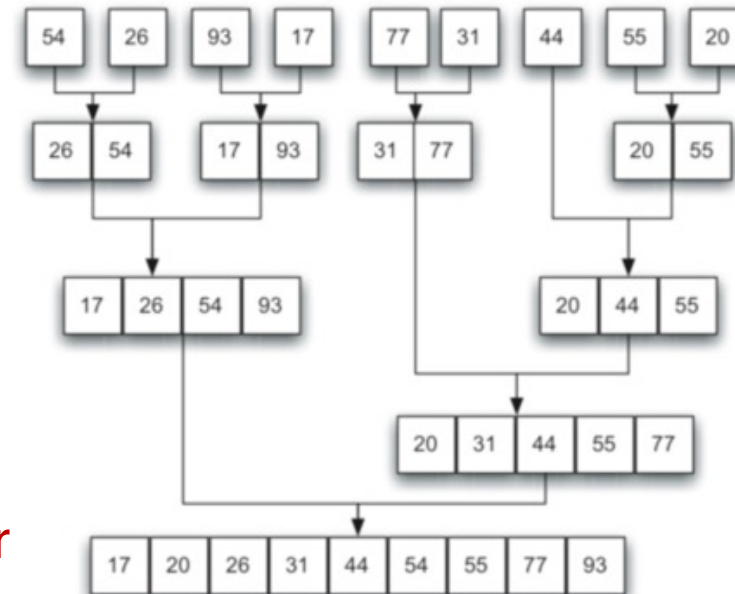 54 26 93 17 77 31 44 55 20
26 54 17 93 31 77 20 55
17 26 54 93 20 44 55
20 31 44 55 77
r
17 20 26 31 44 54 55 77 93